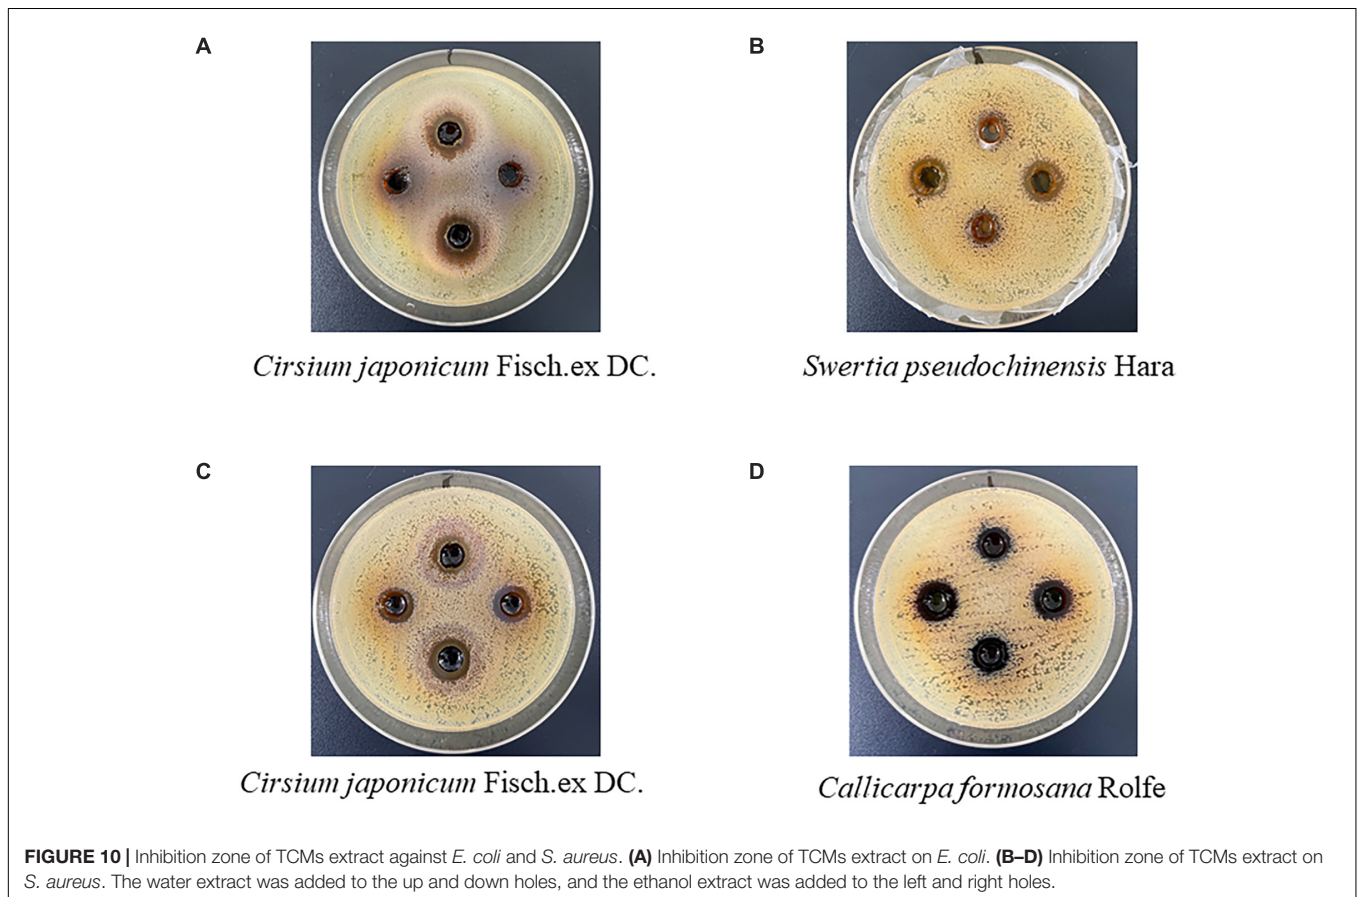 A
B
Cirsium japonicum Fisch.ex DC.
Swertia pseudochinensis Hara
C
D
Cirsium japonicum Fisch.ex DC.
Callicarpa formosana Rolfe
FIGURE 10 | Inhibition zone of TCMs extract against E. coli and S. aureus. (A) Inhibition zone of TCMs extract on E. coli. (B–D) Inhibition zone of TCMs extract on
S. aureus. The water extract was added to the up and down holes, and the ethanol extract was added to the left and right holes.